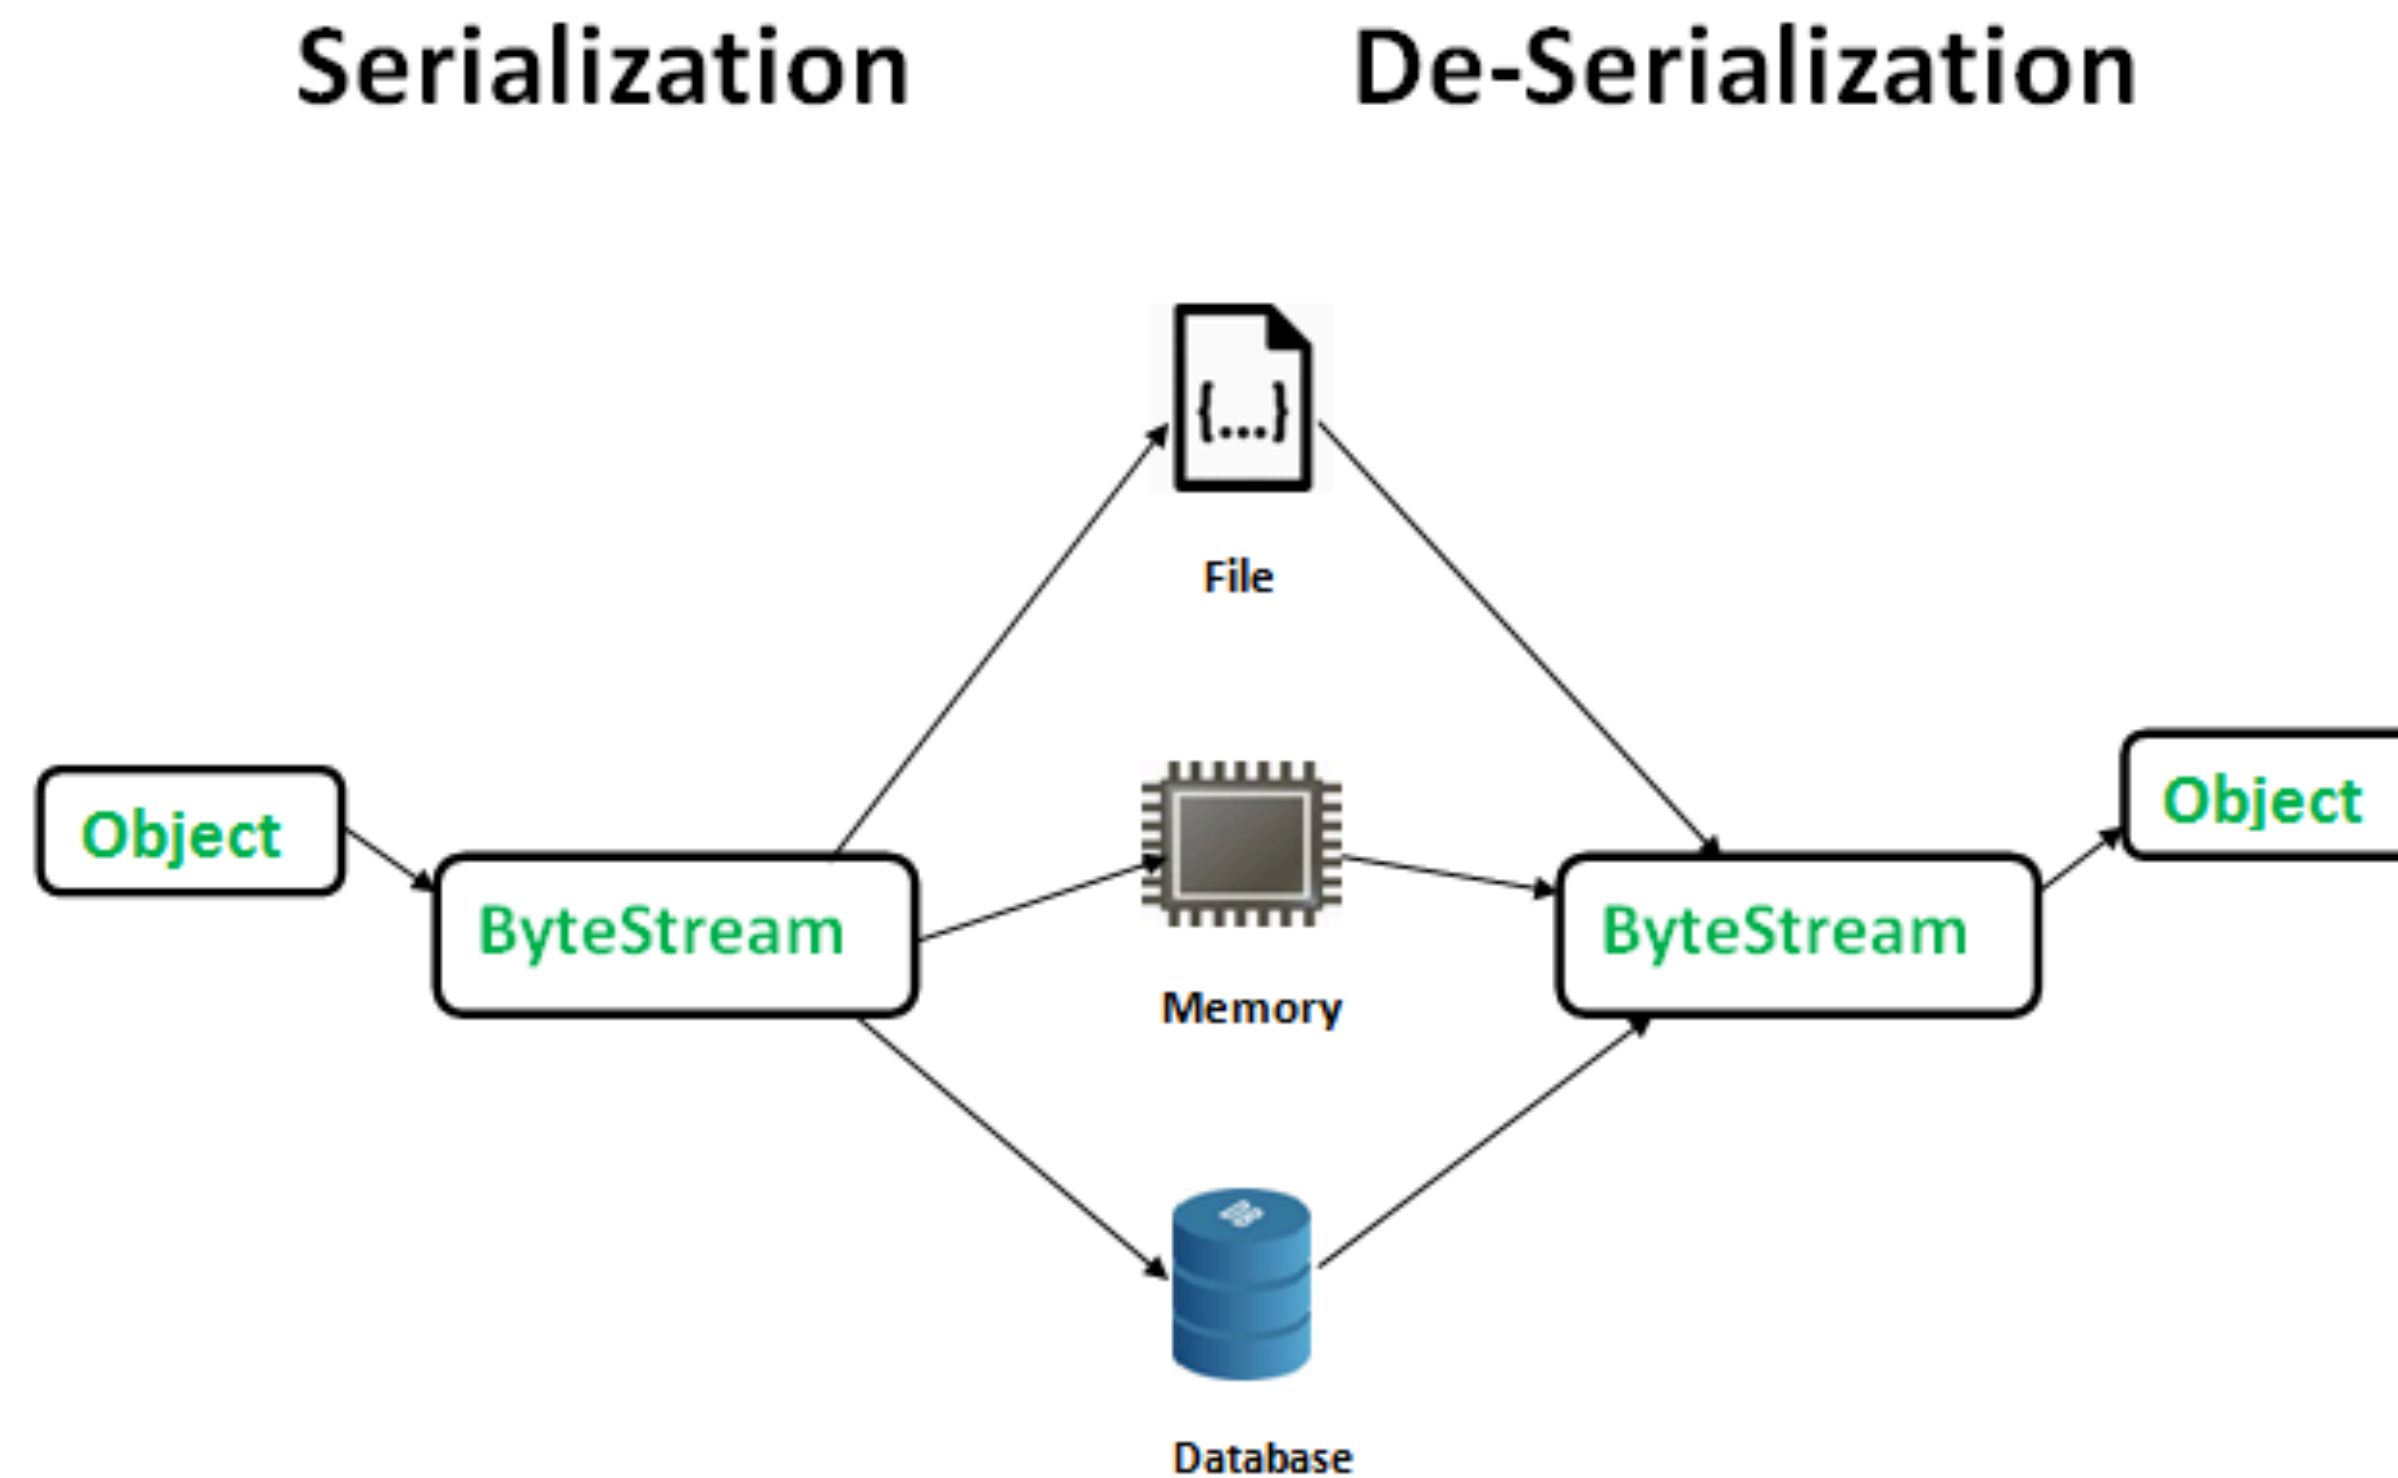 Serialization
De-Serialization
{...}
File
Object
Object
ByteStream
ByteStream
Memory
Database